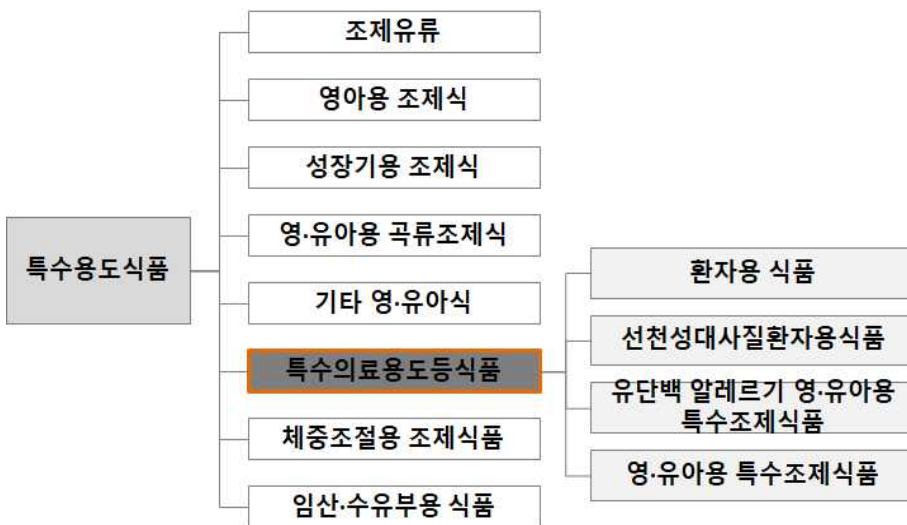 조제유류
영아용 조제식
성장기용 조제식
특수용도식품
영·유아용 곡류조제식
기타 영·유아식
특수의료용도등식품
체중조절용 조제식품
임산·수유부용 식품
환자용 식품
선천성대사질환자용식품
유단백 알레르기 영·유아용
특수조제식품
영·유아용 특수조제식품